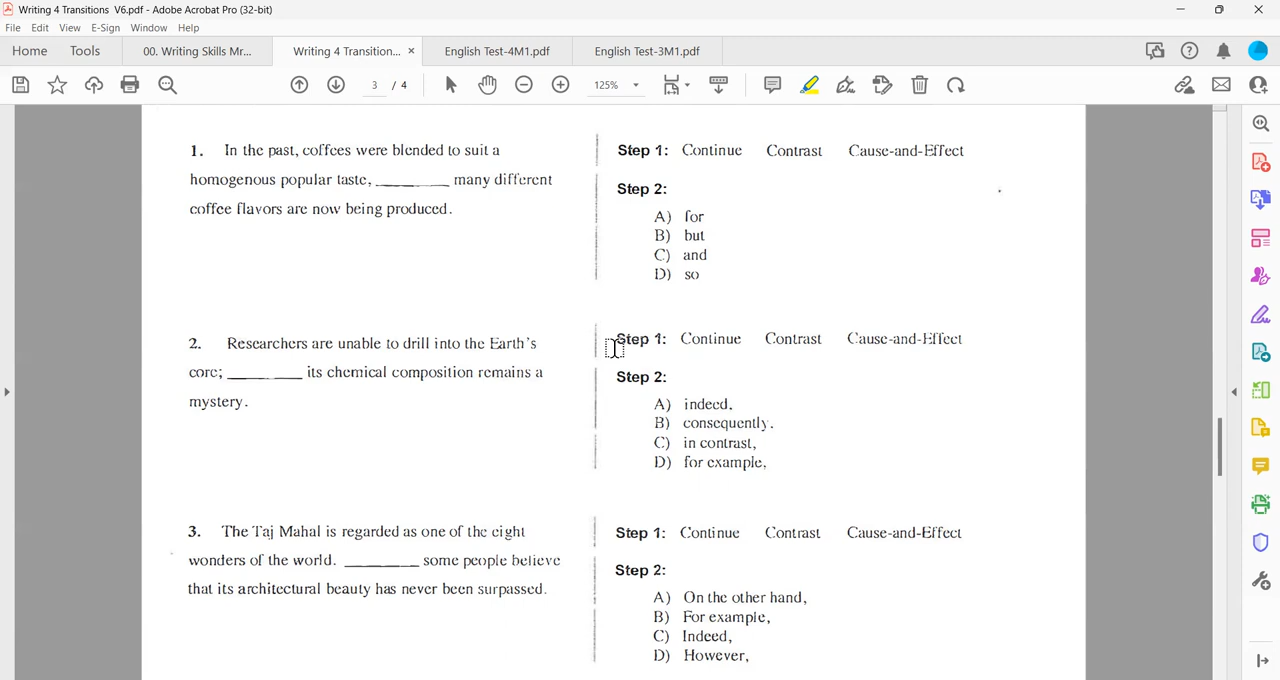 Writing 4 Transitions V6.pdf - Adobe Acrobat Pro (32-bit)
File Edit View E-Sign Window Help
Home Tools 00. Writing Skills Mr... Writing 4 Transition... × English Test-4M1.pdf English Test-3M1.pdf
3 / 4 125%
1. In the past, coffees were blended to suit a
homogenous popular taste, ________ many different
coffee flavors are now being produced.
Step 1: Continue Contrast Cause-and-Effect
Step 2:
A) for
B) but
C) and
D) so
2. Researchers are unable to drill into the Earth's
core; ________ its chemical composition remains a
mystery.
Step 1: Continue Contrast Cause-and-Effect
Step 2:
A) indeed,
B) consequently,
C) in contrast,
D) for example,
3. The Taj Mahal is regarded as one of the eight
wonders of the world. ________ some people believe
that its architectural beauty has never been surpassed.
Step 1: Continue Contrast Cause-and-Effect
Step 2:
A) On the other hand,
B) For example,
C) Indeed,
D) However,